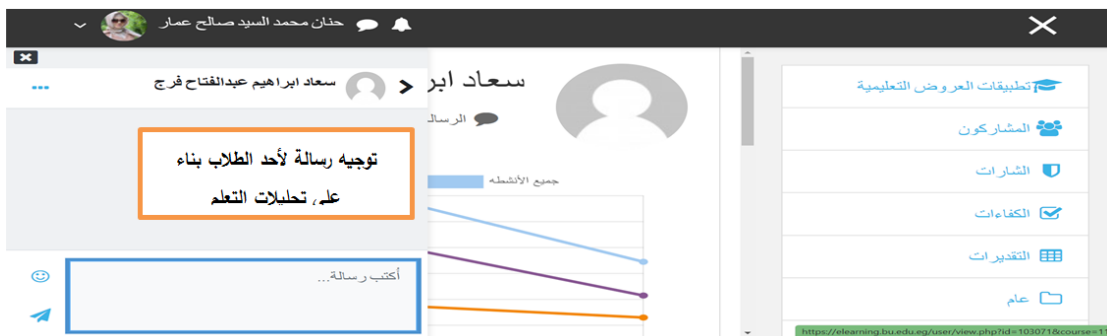 حنان محمد السيد صالح عمار
سعاد ابراهيم عبدالفتاح فرج
سعاد ابر
الرسال
توجيه رسالة لأحد الطلاب بناء
على تحليلات التعلم
جميع الأنشطه
أكتب رسالة...
تطبيقات العروض التعليمية
المشاركون
الشارات
الكفاءات
التقديرات
عام
https://elearning.bu.edu.eg/user/view.php?id=103071&course=11